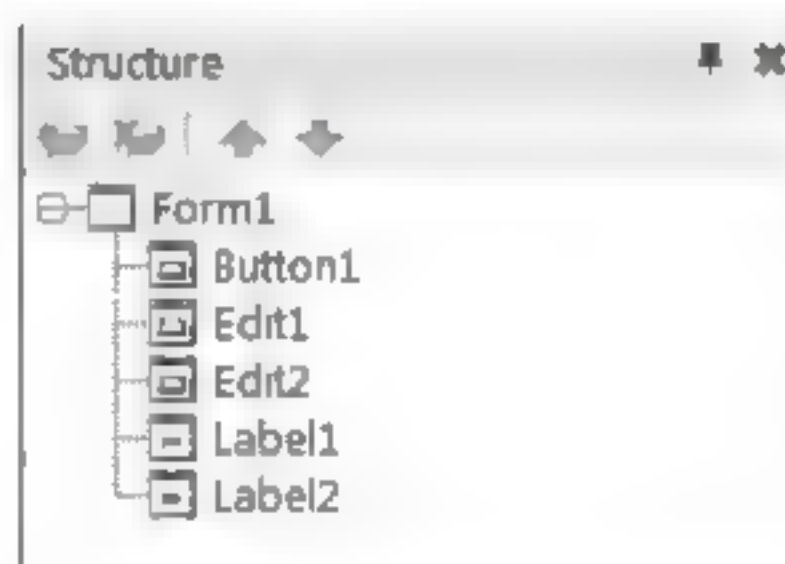 Structure
Form1
Button1
Edit1
Edit2
Label1
Label2